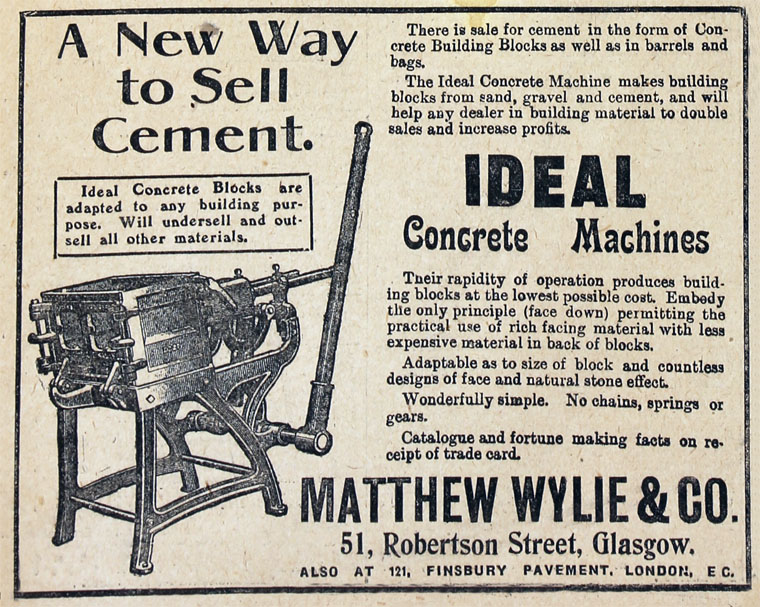 A New Way
to Sell
Cement.
Ideal Concrete Blocks are
adapted to any building pur-
pose. Will undersell and out-
sell all other materials.
There is sale for cement in the form of Con-
crete Building Blocks as well as in barrels and
bags.
The Ideal Concrete Machine makes building
blocks from sand, gravel and cement, and will
help any dealer in building material to double
sales and increase profits.
IDEAL
Concrete Machines
Their rapidity of operation produces build-
ing blocks at the lowest possible cost. Embody
the only principle (face down) permitting the
practical use of rich facing material with less
expensive material in back of blocks.
Adaptable as to size of block and countless
designs of face and natural stone effect.
Wonderfully simple. No chains, springs or
gears.
Catalogue and fortune making facts on re-
ceipt of trade card.
MATTHEW WYLIE & CO.
51, Robertson Street, Glasgow.
ALSO AT 121, FINSBURY PAVEMENT, LONDON, E C.